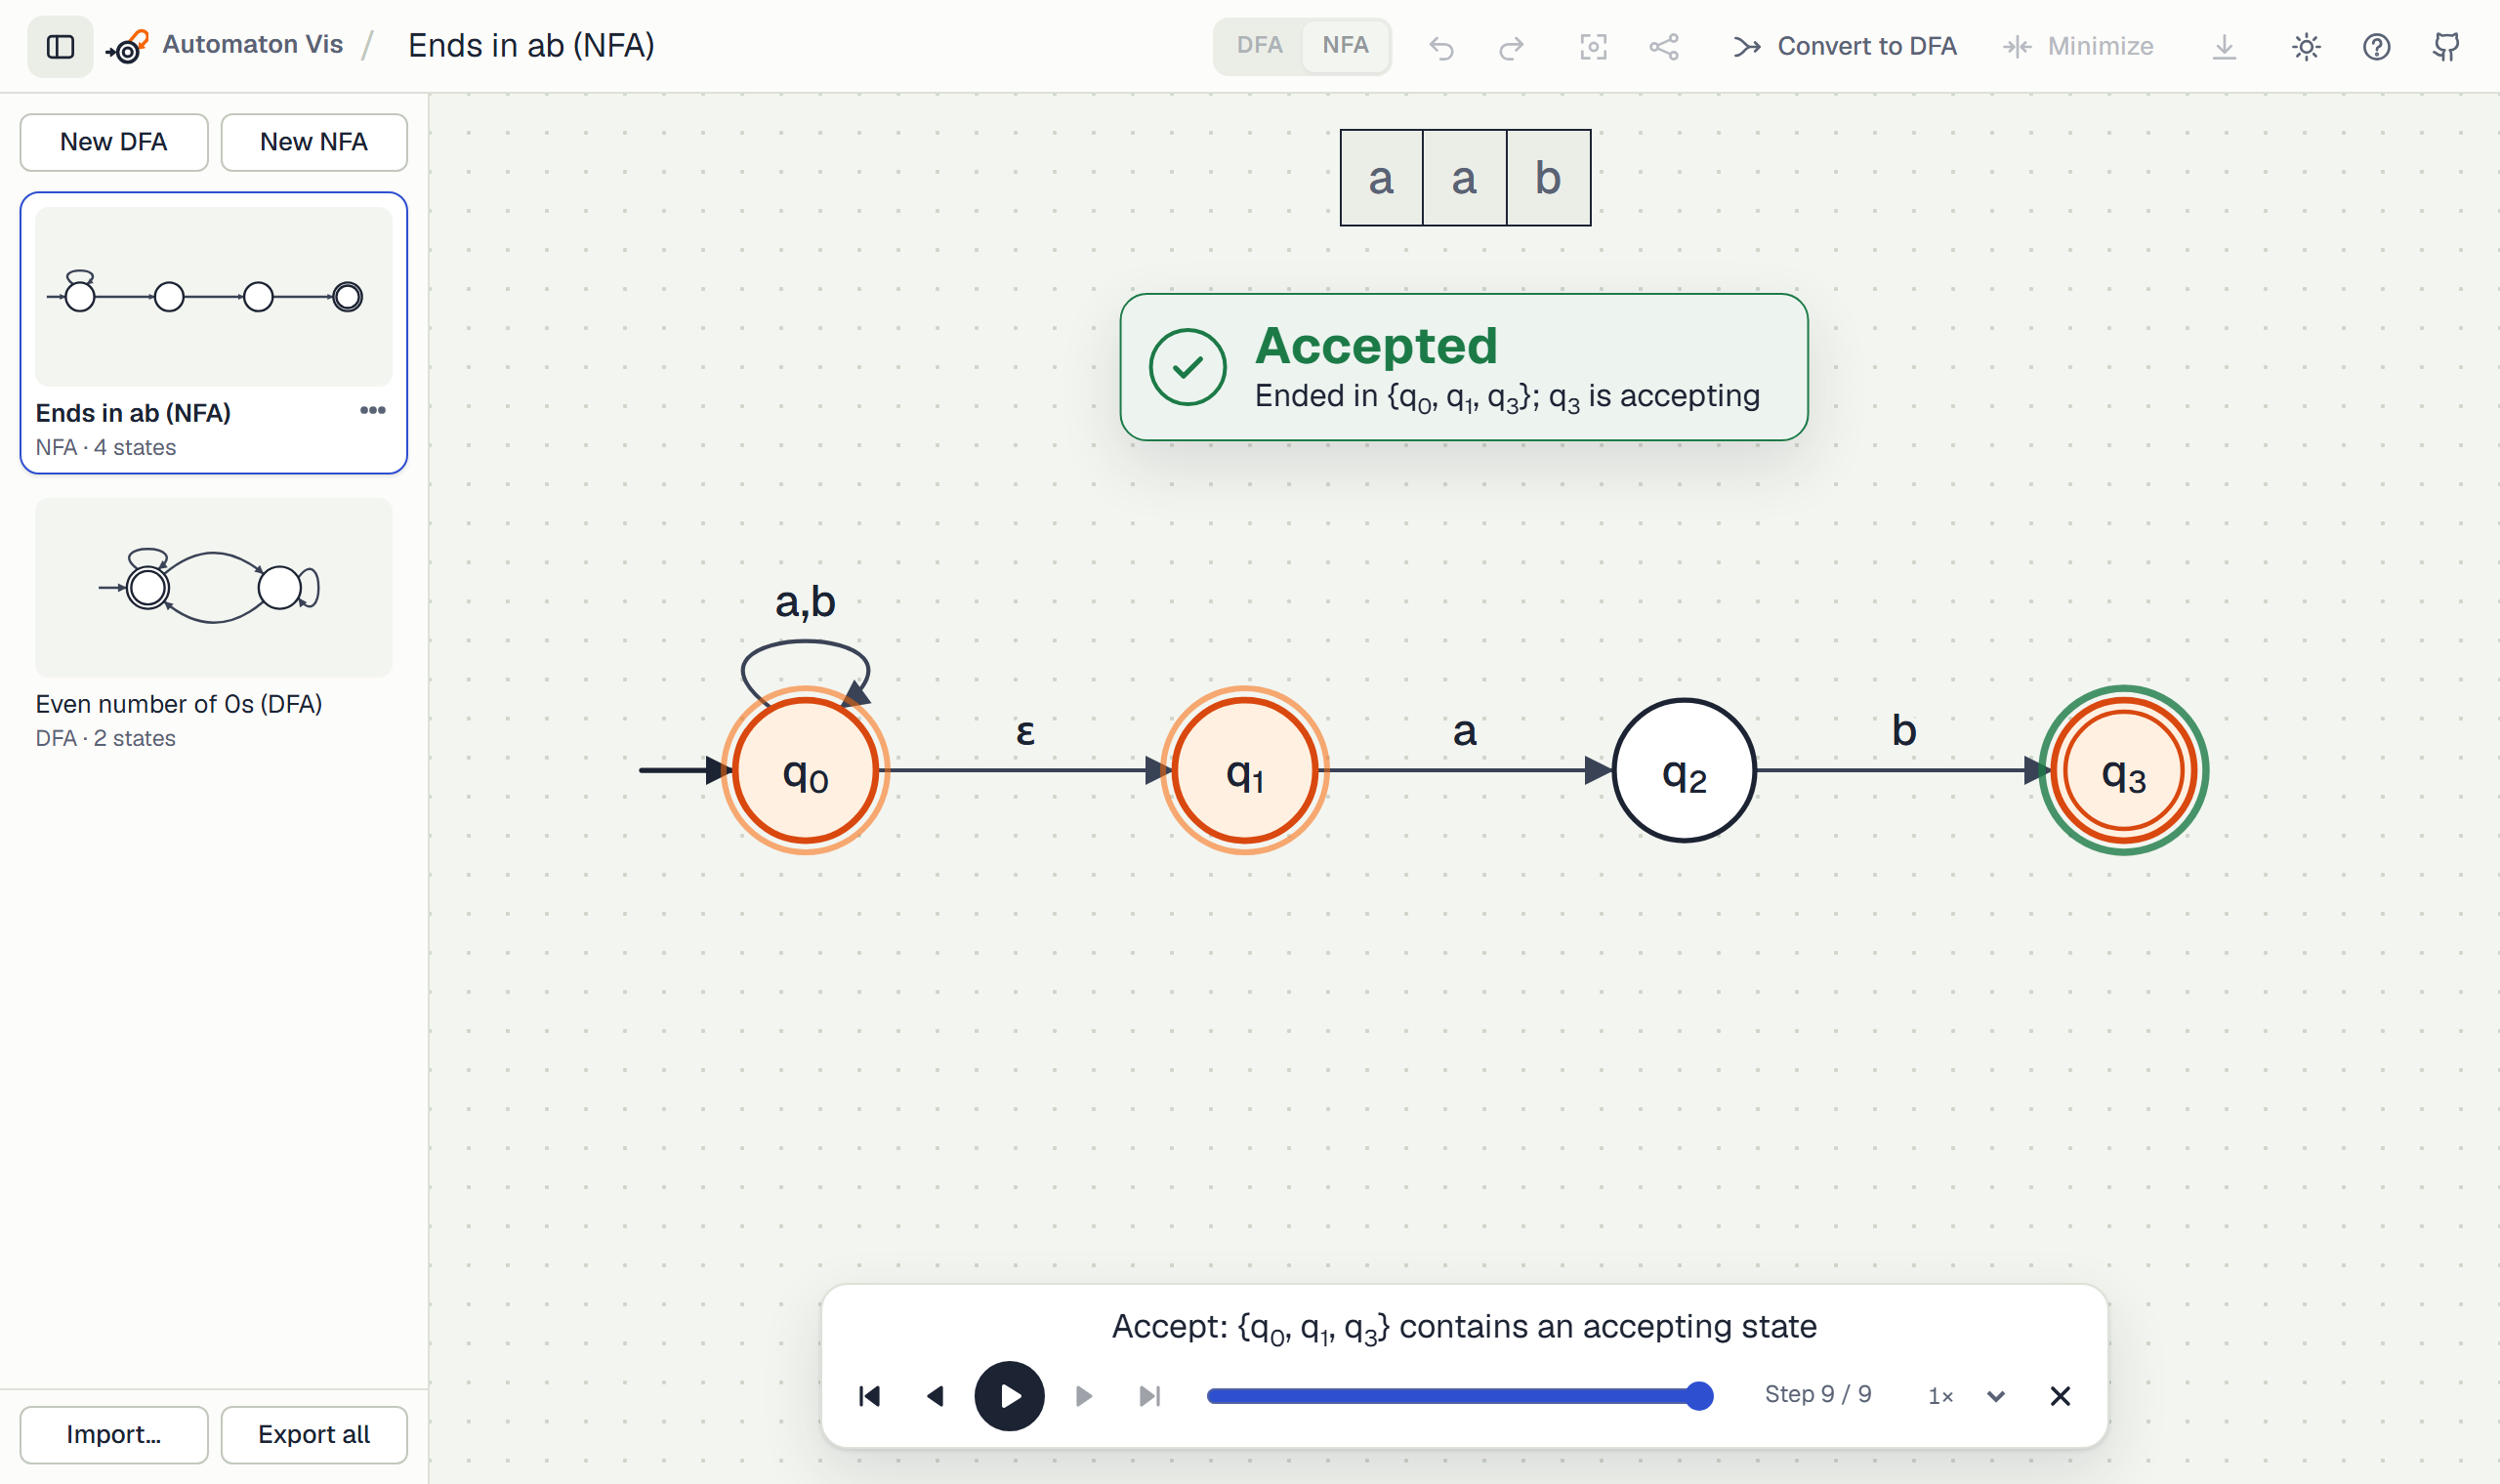 Automaton Vis / Ends in ab (NFA)
DFA NFA Convert to DFA Minimize
New DFA New NFA
Ends in ab (NFA)
NFA · 4 states
Even number of 0s (DFA)
DFA · 2 states
Import... Export all
a a b
Accepted
Ended in {q₀, q₁, q₃}; q₃ is accepting
a,b
q₀ ε q₁ a q₂ b q₃
Accept: {q₀, q₁, q₃} contains an accepting state
Step 9 / 9 1×